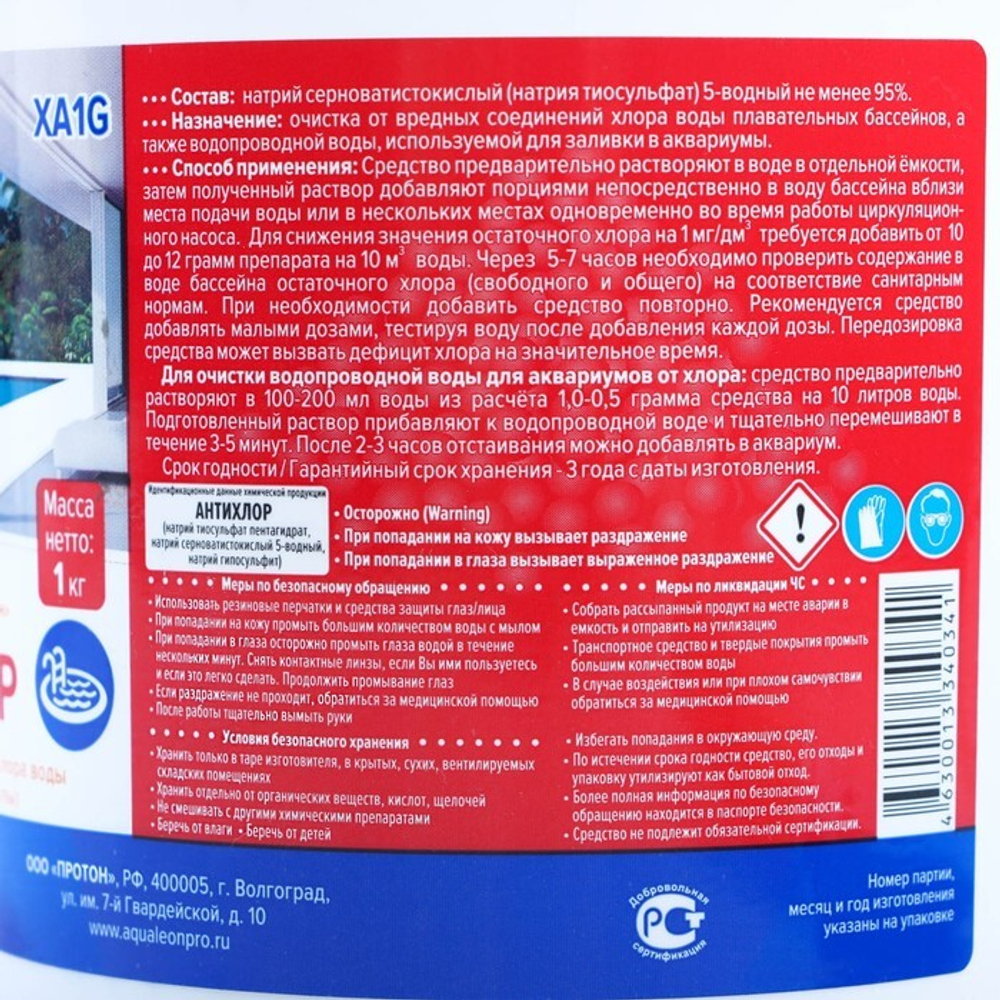 XA1G
••• Состав: натрий серноватистокислый (натрия тиосульфат) 5-водный не менее 95%.
••• Назначение: очистка от вредных соединений хлора воды плавательных бассейнов, а
также водопроводной воды, используемой для заливки в аквариумы.
••• Способ применения: Средство предварительно растворяют в воде в отдельной ёмкости,
затем полученный раствор добавляют порциями непосредственно в воду бассейна вблизи
места подачи воды или в нескольких местах одновременно во время работы циркуляцион-
ного насоса. Для снижения значения остаточного хлора на 1 мг/дм³ требуется добавить от 10
до 12 грамм препарата на 10 м³ воды. Через 5-7 часов необходимо проверить содержание в
воде бассейна остаточного хлора (свободного и общего) на соответствие санитарным
нормам. При необходимости добавить средство повторно. Рекомендуется средство
добавлять малыми дозами, тестируя воду после добавления каждой дозы. Передозировка
средства может вызвать дефицит хлора на значительное время.
Для очистки водопроводной воды для аквариумов от хлора: средство предварительно
растворяют в 100-200 мл воды из расчёта 1,0-0,5 грамма средства на 10 литров воды.
Подготовленный раствор прибавляют к водопроводной воде и тщательно перемешивают в
течение 3-5 минут. После 2-3 часов отстаивания можно добавлять в аквариум.
Срок годности / Гарантийный срок хранения - 3 года с даты изготовления.
Масса
нетто:
1 кг
Идентификационные данные химической продукции
АНТИХЛОР
(натрий тиосульфат пентагидрат,
натрий серноватистокислый 5-водный,
натрий гипосульфит)
• Осторожно (Warning)
• При попадании на кожу вызывает раздражение
• При попадании в глаза вызывает выраженное раздражение
Меры по безопасному обращению
• Использовать резиновые перчатки и средства защиты глаз/лица
• При попадании на кожу промыть большим количеством воды с мылом
• При попадании в глаза осторожно промыть глаза водой в течение
нескольких минут. Снять контактные линзы, если Вы ими пользуетесь
и если это легко сделать. Продолжить промывание глаз
• Если раздражение не проходит, обратиться за медицинской помощью
• После работы тщательно вымыть руки
Условия безопасного хранения
• Хранить только в таре изготовителя, в крытых, сухих, вентилируемых
складских помещениях
• Хранить отдельно от органических веществ, кислот, щелочей
• Не смешивать с другими химическими препаратами
• Беречь от влаги • Беречь от детей
Меры по ликвидации ЧС
• Собрать рассыпанный продукт на месте аварии в
емкость и отправить на утилизацию
• Транспортное средство и твердые покрытия промыть
большим количеством воды
• В случае воздействия или при плохом самочувствии
обратиться за медицинской помощью
• Избегать попадания в окружающую среду.
• По истечении срока годности средство, его отходы и
упаковку утилизируют как бытовой отход.
• Более полная информация по безопасному
обращению находится в паспорте безопасности.
• Средство не подлежит обязательной сертификации.
4 630013 340341
Р
хлора воды
ООО «ПРОТОН», РФ, 400005, г. Волгоград,
ул. им. 7-й Гвардейской, д. 10
www.aqualeonpro.ru
Добровольная
РСТ
сертификация
Номер партии,
месяц и год изготовления
указаны на упаковке